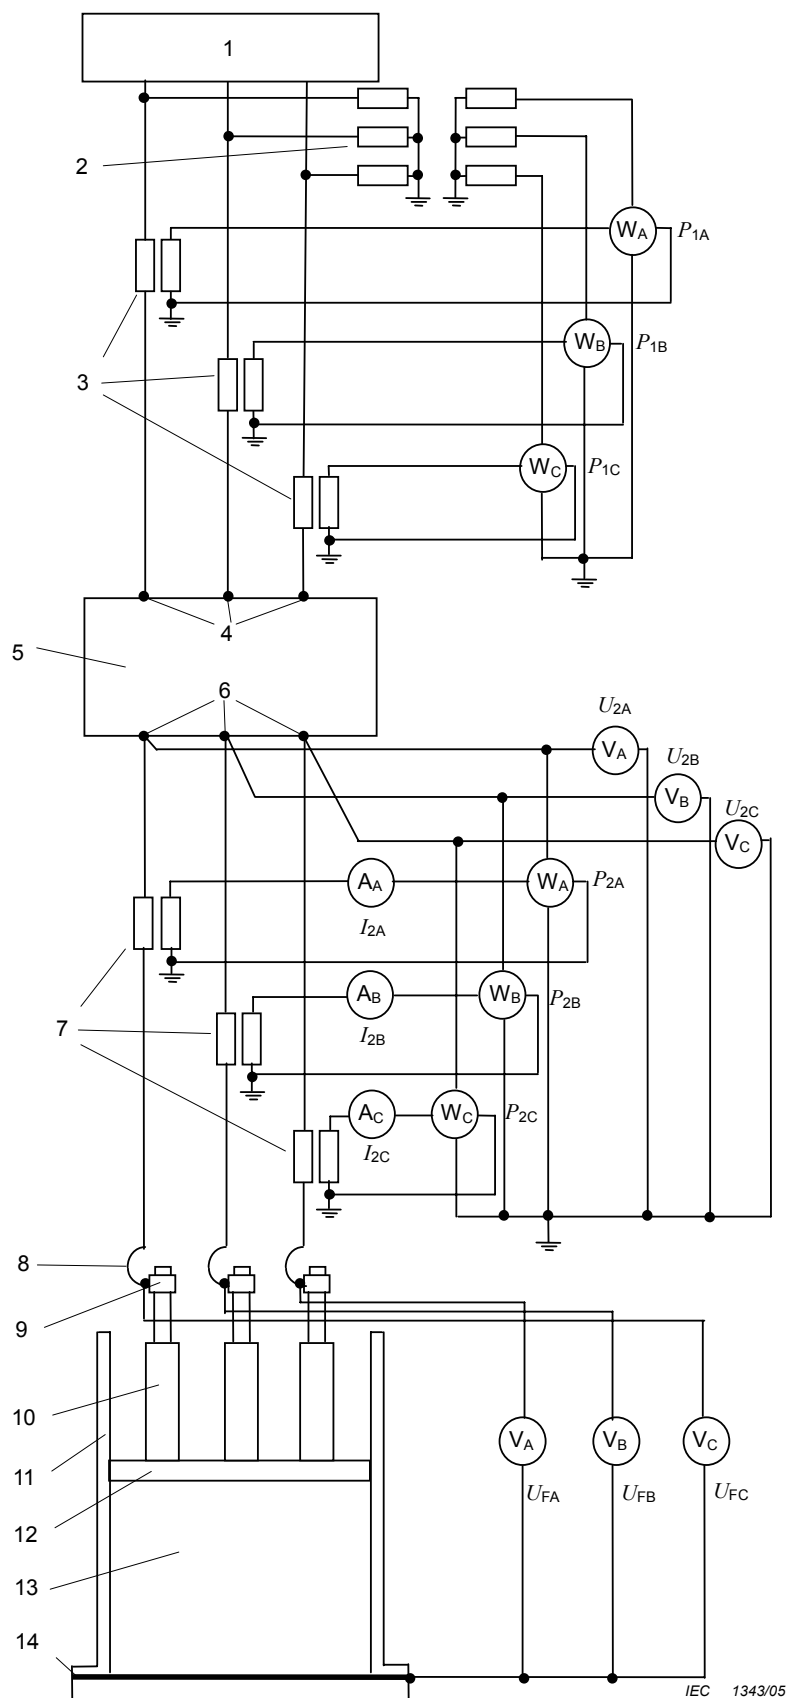 1
2
W_A P_1A
W_B P_1B
3
W_C P_1C
4
5
6
U_2A
V_A
U_2B
V_B
U_2C
V_C
A_A W_A P_2A
I_2A
A_B W_B P_2B
7
I_2B
A_C W_C P_2C
I_2C
8
9
10
V_A V_B V_C
11
U_FA U_FB U_FC
12
13
14
IEC 1343/05